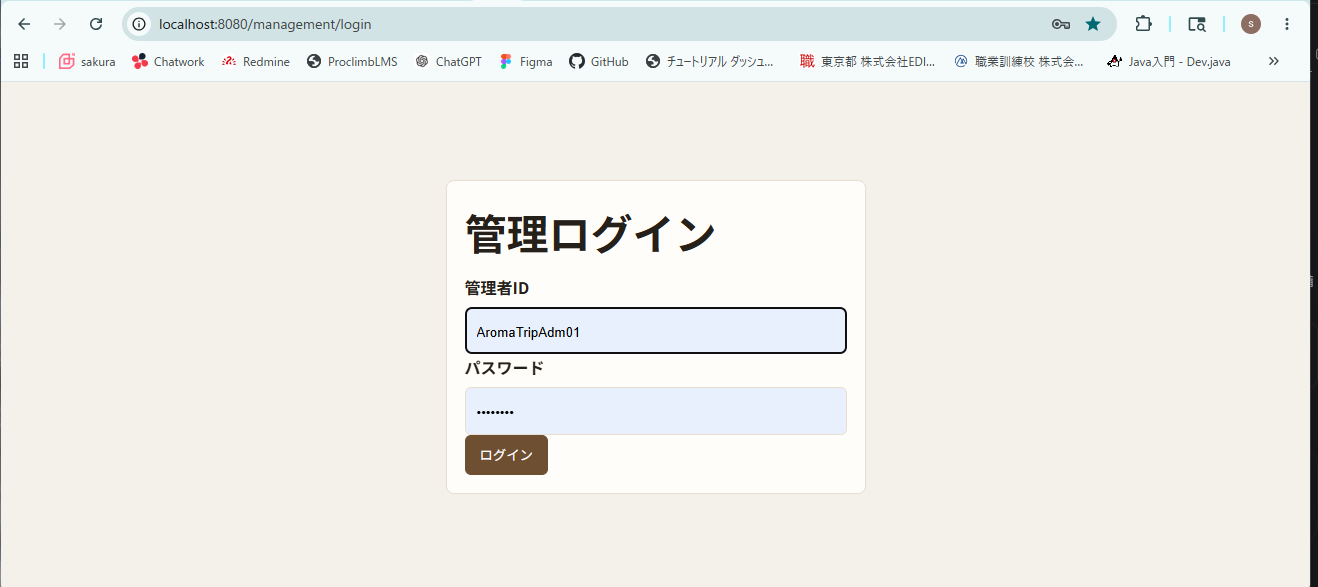 localhost:8080/management/login
S
sakura
Chatwork
Redmine
ProclimbLMS
ChatGPT
Figma
GitHub
チュートリアル ダッシュ...
職 東京都 株式会社EDI...
職業訓練校 株式会社...
Java入門 - Dev.java
管理ログイン
管理者ID
AromaTripAdm01
パスワード
••••••••
ログイン